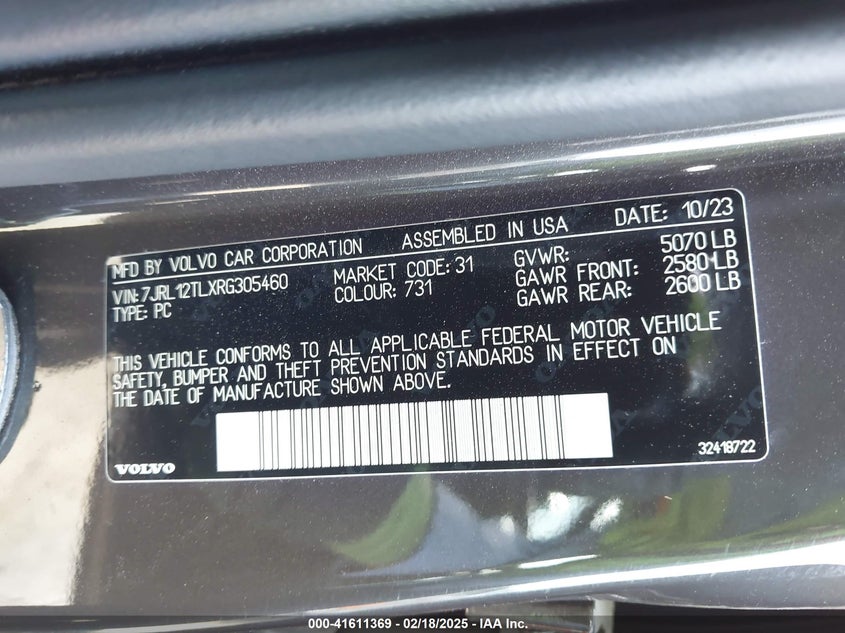 MFD BY VOLVO CAR CORPORATION ASSEMBLED IN USA DATE: 10/23
VIN:7JRL12TLXRG305460 MARKET CODE: 31 GVWR: 5070 LB
TYPE: PC COLOUR: 731 GAWR FRONT: 2580 LB
GAWR REAR: 2600 LB
THIS VEHICLE CONFORMS TO ALL APPLICABLE FEDERAL MOTOR VEHICLE
SAFETY, BUMPER AND THEFT PREVENTION STANDARDS IN EFFECT ON
THE DATE OF MANUFACTURE SHOWN ABOVE.
VOLVO 32418722
000-41611369 - 02/18/2025 - IAA Inc.